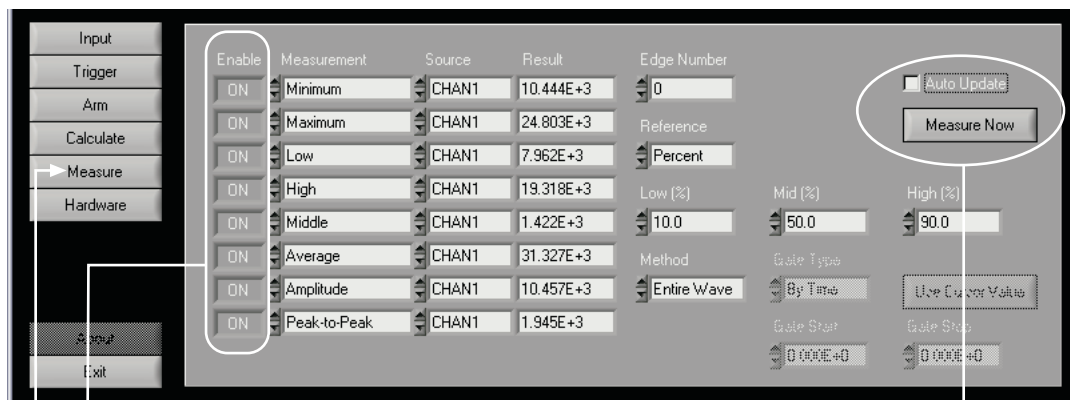 Input
Trigger
Arm
Calculate
Measure
Hardware
About
Exit
Enable Measurement Source Result
ON Minimum CHAN1 10.444E+3
ON Maximum CHAN1 24.803E+3
ON Low CHAN1 7.962E+3
ON High CHAN1 19.318E+3
ON Middle CHAN1 1.422E+3
ON Average CHAN1 31.327E+3
ON Amplitude CHAN1 10.457E+3
ON Peak-to-Peak CHAN1 1.945E+3
Edge Number
0
Reference
Percent
Low (%) Mid (%) High (%)
10.0 50.0 90.0
Method Gate Type
Entire Wave By Time Use Cursor Value
Gate Start Gate Stop
0.000E+0 0.000E+0
Auto Update
Measure Now